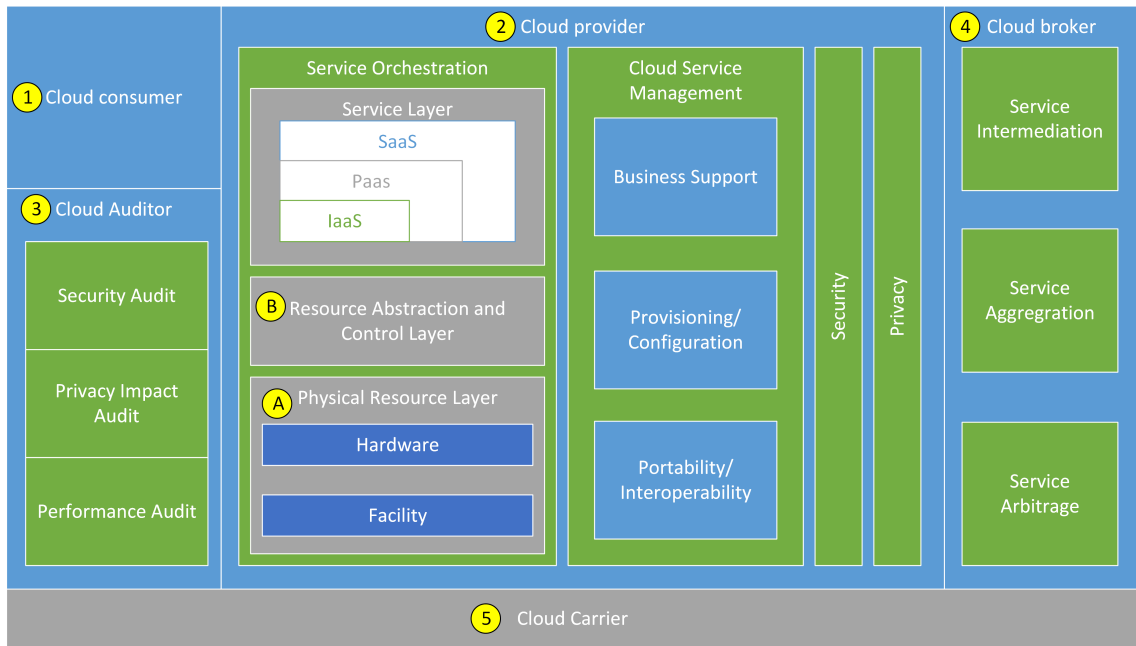 1 Cloud consumer
3 Cloud Auditor
Security Audit
Privacy Impact
Audit
Performance Audit
2 Cloud provider
Service Orchestration
Service Layer
SaaS
Paas
IaaS
B Resource Abstraction and
Control Layer
A Physical Resource Layer
Hardware
Facility
Cloud Service
Management
Business Support
Provisioning/
Configuration
Portability/
Interoperability
Security
Privacy
4 Cloud broker
Service
Intermediation
Service
Aggregration
Service
Arbitrage
5 Cloud Carrier